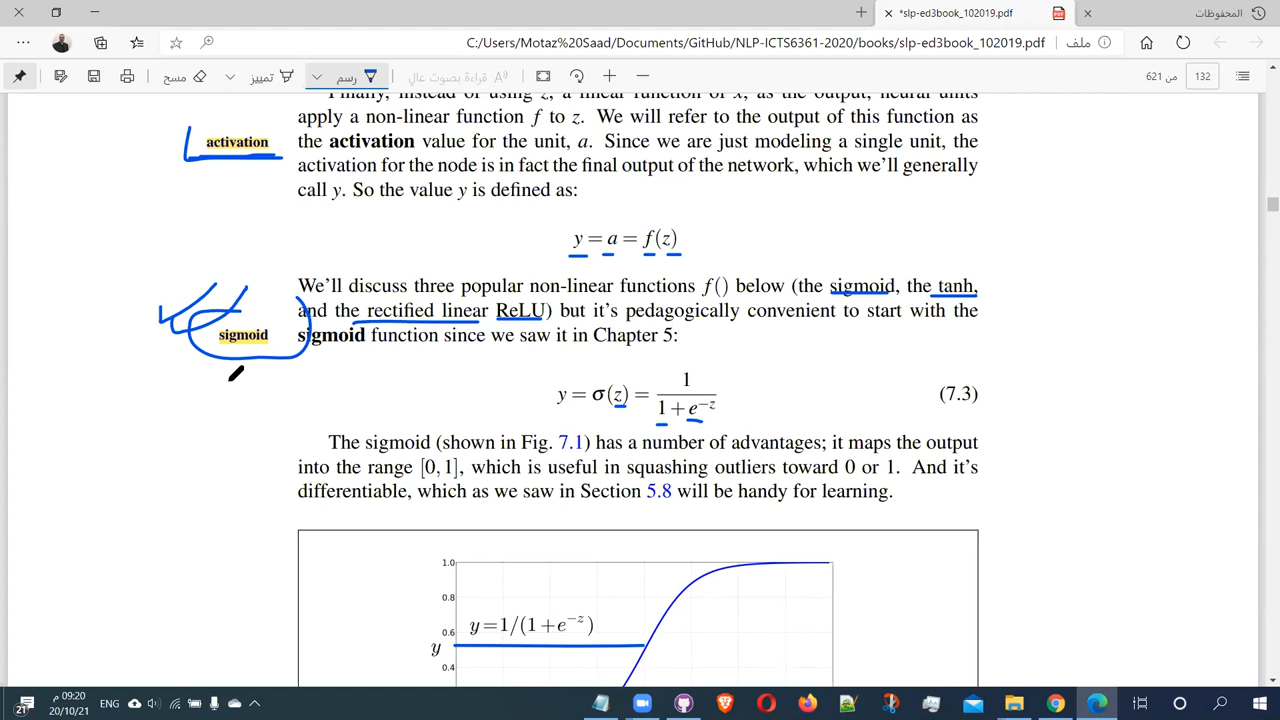 *slp-ed3book_102019.pdf
المحفوظات
C:/Users/Motaz%20Saad/Documents/GitHub/NLP-ICTS6361-2020/books/slp-ed3book_102019.pdf
ملف
مسح
تمييز
رسم
قراءة بصوت عالٍ
132
من 621
Finally, instead of using z, a linear function of x, as the output, neural units
apply a non-linear function f to z. We will refer to the output of this function as
activation
the activation value for the unit, a. Since we are just modeling a single unit, the
activation for the node is in fact the final output of the network, which we'll generally
call y. So the value y is defined as:
y = a = f(z)
We'll discuss three popular non-linear functions f() below (the sigmoid, the tanh,
and the rectified linear ReLU) but it's pedagogically convenient to start with the
sigmoid
sigmoid function since we saw it in Chapter 5:
y = σ(z) = 1 / (1 + e⁻ᶻ) (7.3)
The sigmoid (shown in Fig. 7.1) has a number of advantages; it maps the output
into the range [0,1], which is useful in squashing outliers toward 0 or 1. And it's
differentiable, which as we saw in Section 5.8 will be handy for learning.
1.0
0.8
y=1/(1+e⁻ᶻ)
0.6
y
0.4
09:20 م
20/10/21
ENG